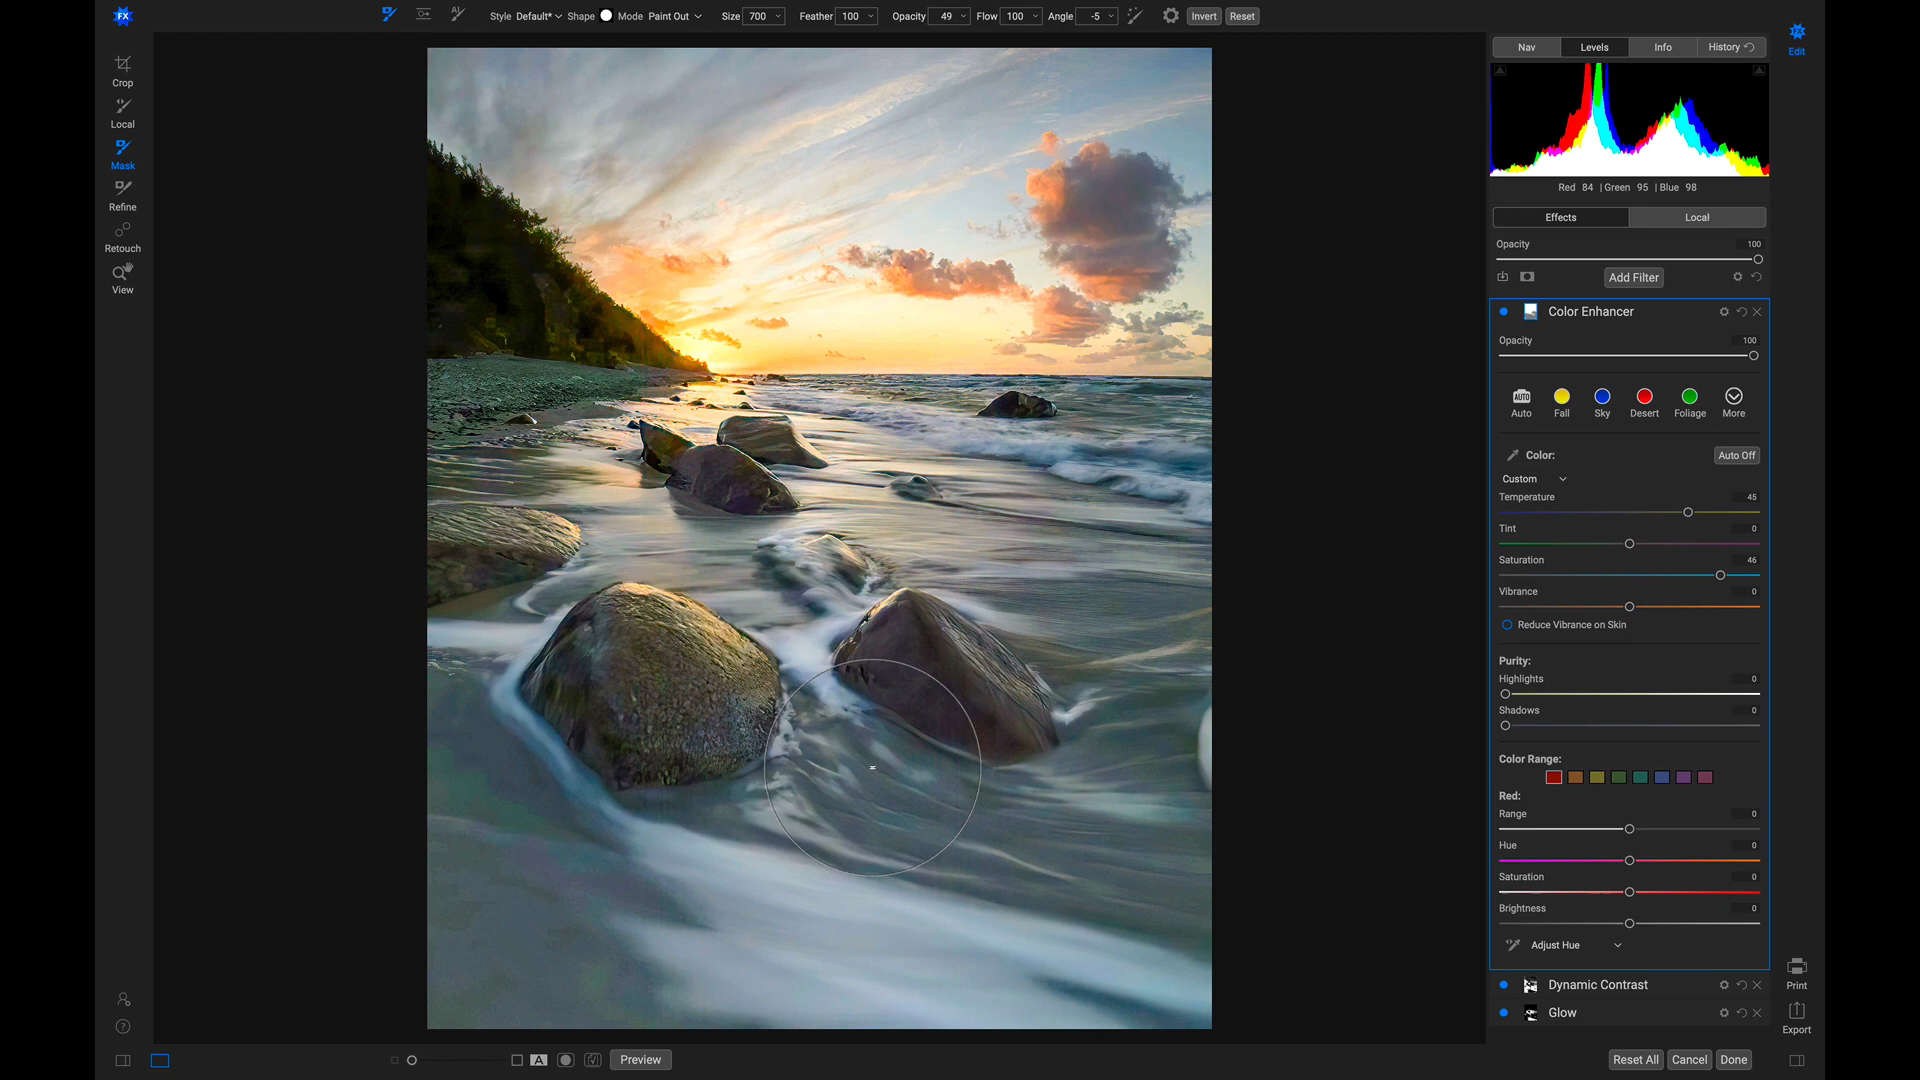 FX
Style Default* Shape Mode Paint Out Size 700 Feather 100 Opacity 49 Flow 100 Angle -5 Invert Reset
Crop
Local
Mask
Refine
Retouch
View
Nav Levels Info History
Edit
Red 84 | Green 95 | Blue 98
Effects Local
Opacity 100
Add Filter
Color Enhancer
Opacity 100
AUTO
Auto Fall Sky Desert Foliage More
Color: Auto Off
Custom
Temperature 45
Tint 0
Saturation 46
Vibrance 0
Reduce Vibrance on Skin
Purity:
Highlights 0
Shadows 0
Color Range:
Red:
Range 0
Hue 0
Saturation 0
Brightness 0
Adjust Hue
Dynamic Contrast
Glow
Print
Export
A Preview
Reset All Cancel Done